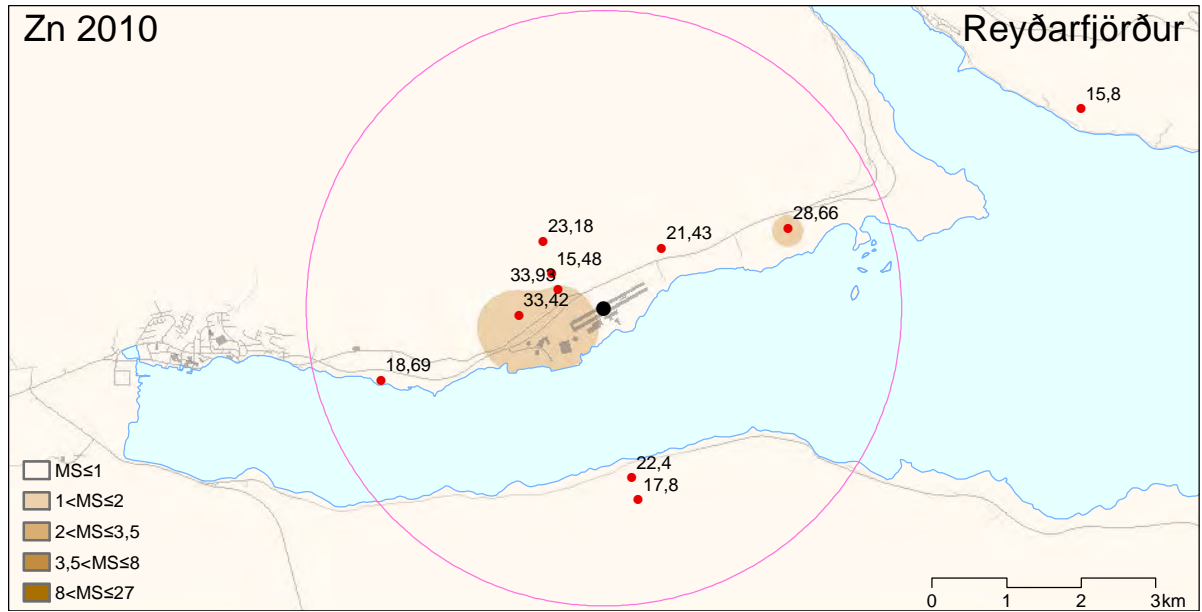 Zn 2010
Reyðarfjörður
15,8
28,66
23,18
21,43
15,48
33,93
33,42
18,69
22,4
17,8
MS≤1
1<MS≤2
2<MS≤3,5
3,5<MS≤8
8<MS≤27
0 1 2 3 km